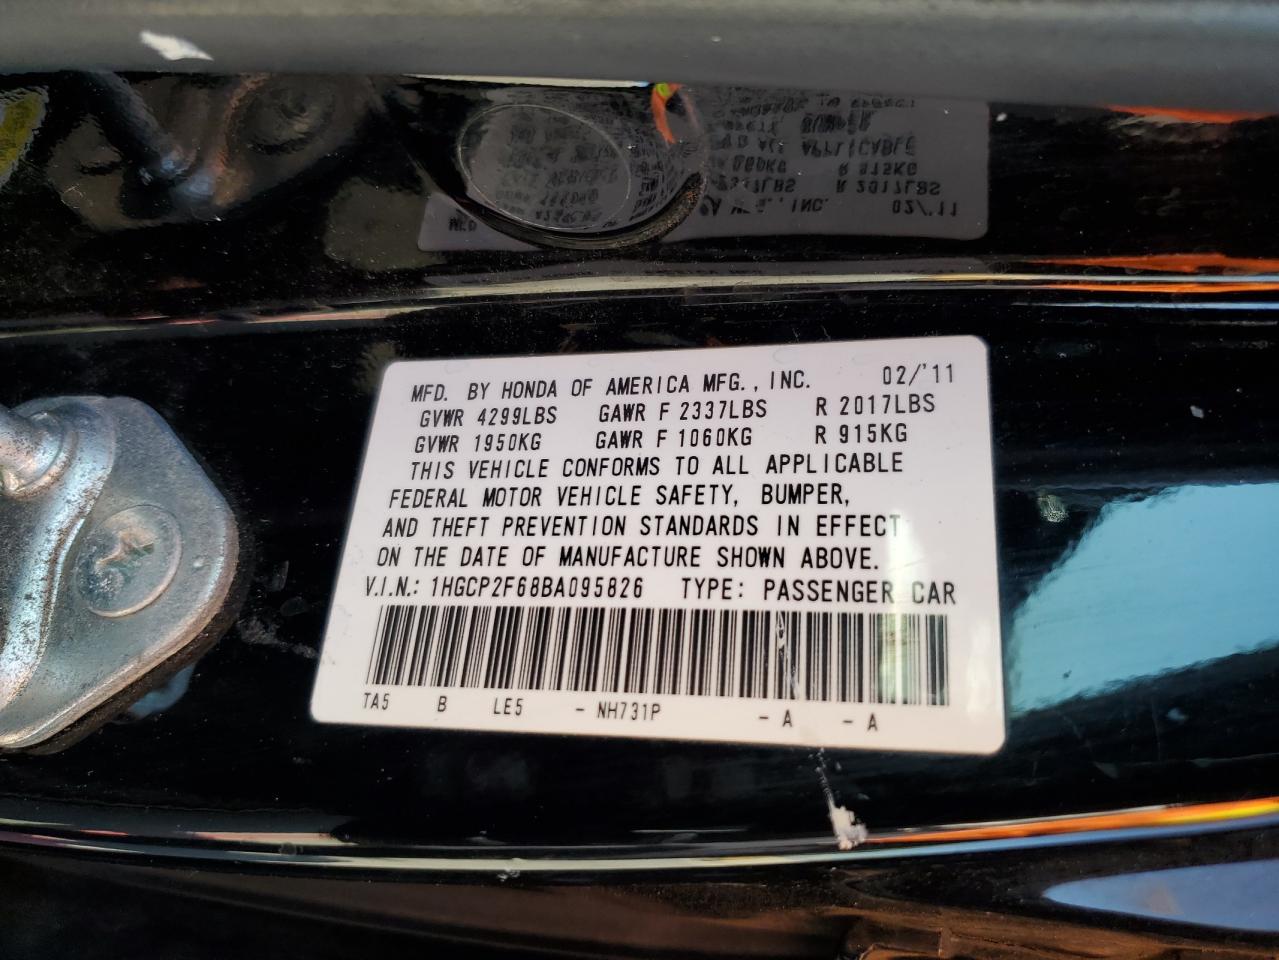 MFD. BY HONDA OF AMERICA MFG., INC. 02/'11
GVWR 4299LBS GAWR F 2337LBS R 2017LBS
GVWR 1950KG GAWR F 1060KG R 915KG
THIS VEHICLE CONFORMS TO ALL APPLICABLE
FEDERAL MOTOR VEHICLE SAFETY, BUMPER,
AND THEFT PREVENTION STANDARDS IN EFFECT
ON THE DATE OF MANUFACTURE SHOWN ABOVE.
V.I.N.: 1HGCP2F68BA095826 TYPE: PASSENGER CAR
TA5 B LE5 - NH731P - A - A